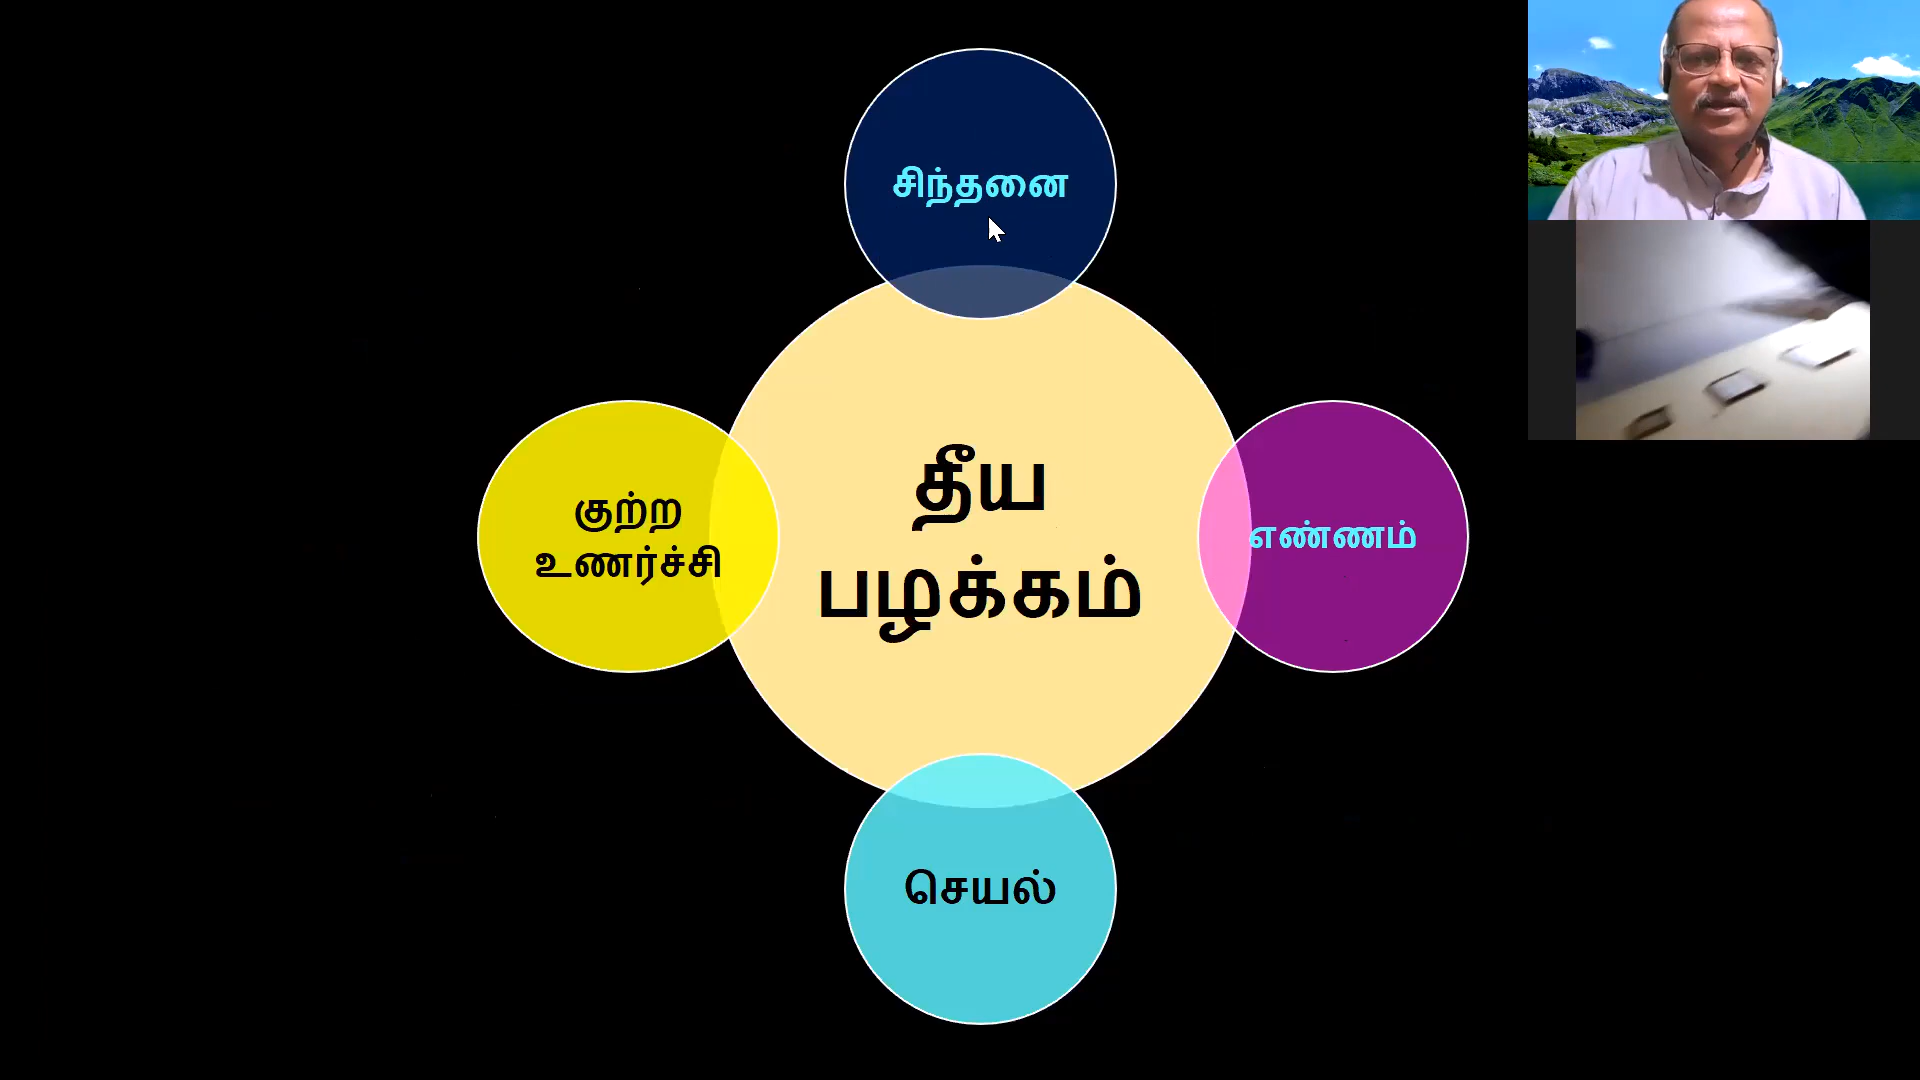 சிந்தனை
தீய
பழக்கம்
எண்ணம்
செயல்
குற்ற
உணர்ச்சி